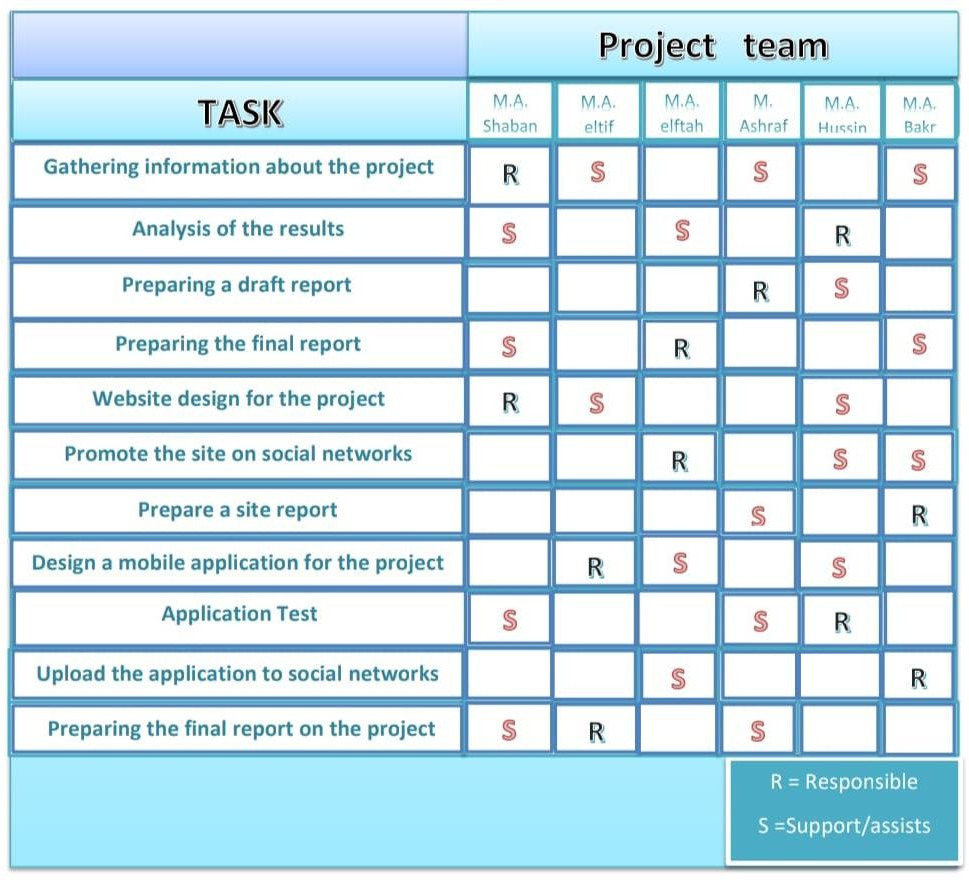 Project team
TASK
M.A. Shaban
M.A. eltif
M.A. elftah
M. Ashraf
M.A. Hussin
M.A. Bakr
Gathering information about the project R S S S
Analysis of the results S S R
Preparing a draft report R S
Preparing the final report S R S
Website design for the project R S S
Promote the site on social networks R S S
Prepare a site report S R
Design a mobile application for the project R S S
Application Test S S R
Upload the application to social networks S R
Preparing the final report on the project S R S
R = Responsible
S =Support/assists